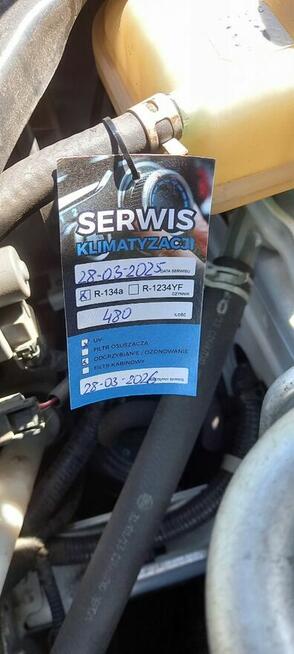 SERWIS
KLIMATYZACJI
28-03-2025 DATA SERWISU
R-134a R-1234YF
CZYNNIK
480 ILOŚĆ
UV
FILTR OSUSZACZA
ODGRZYBIANIE / OZONOWANIE
FILTR KABINOWY
28-03-2026